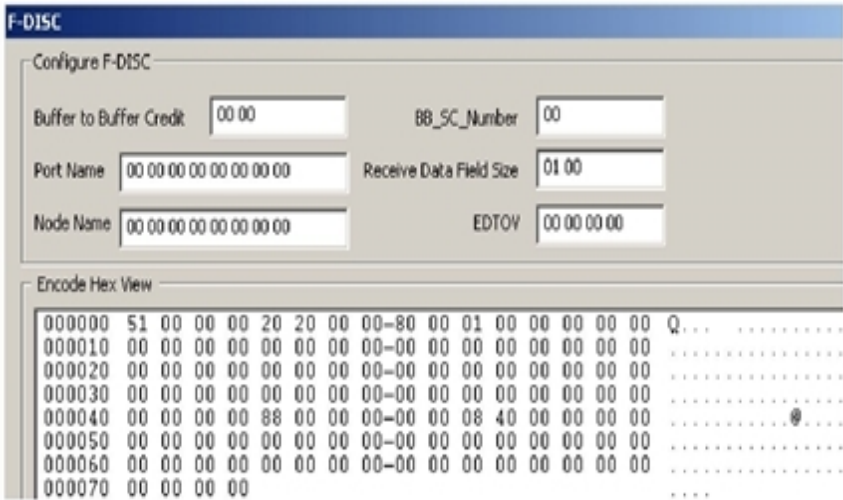 F-DISC
Configure F-DISC
Buffer to Buffer Credit 00 00 BB_SC_Number 00
Port Name 00 00 00 00 00 00 00 00 Receive Data Field Size 01 00
Node Name 00 00 00 00 00 00 00 00 EDTOV 00 00 00 00
Encode Hex View
000000 51 00 00 00 20 20 00 00-80 00 01 00 00 00 00 00 Q... .........
000010 00 00 00 00 00 00 00 00-00 00 00 00 00 00 00 00 ................
000020 00 00 00 00 00 00 00 00-00 00 00 00 00 00 00 00 ................
000030 00 00 00 00 00 00 00 00-00 00 00 00 00 00 00 00 ................
000040 00 00 00 00 88 00 00 00-00 00 08 40 00 00 00 00 ...........@....
000050 00 00 00 00 00 00 00 00-00 00 00 00 00 00 00 00 ................
000060 00 00 00 00 00 00 00 00-00 00 00 00 00 00 00 00 ................
000070 00 00 00 00 ....